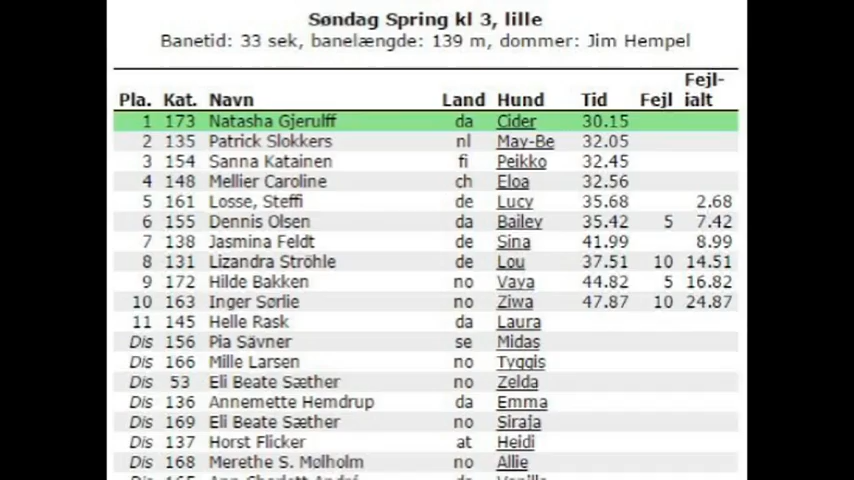 Søndag Spring kl 3, lille
Banetid: 33 sek, banelængde: 139 m, dommer: Jim Hempel
Pla. Kat. Navn Land Hund Tid Fejl Fejl-ialt
1 173 Natasha Gjerulff da Cider 30.15
2 135 Patrick Slokkers nl May-Be 32.05
3 154 Sanna Katainen fi Peikko 32.45
4 148 Mellier Caroline ch Eloa 32.56
5 161 Losse, Steffi de Lucy 35.68 2.68
6 155 Dennis Olsen da Bailey 35.42 5 7.42
7 138 Jasmina Feldt de Sina 41.99 8.99
8 131 Lizandra Ströhle de Lou 37.51 10 14.51
9 172 Hilde Bakken no Vaya 44.82 5 16.82
10 163 Inger Sørlie no Ziwa 47.87 10 24.87
11 145 Helle Rask da Laura
Dis 156 Pia Sävner se Midas
Dis 166 Mille Larsen no Tyggis
Dis 53 Eli Beate Sæther no Zelda
Dis 136 Annemette Hemdrup da Emma
Dis 169 Eli Beate Sæther no Siraja
Dis 137 Horst Flicker at Heidi
Dis 168 Merethe S. Mølholm no Allie